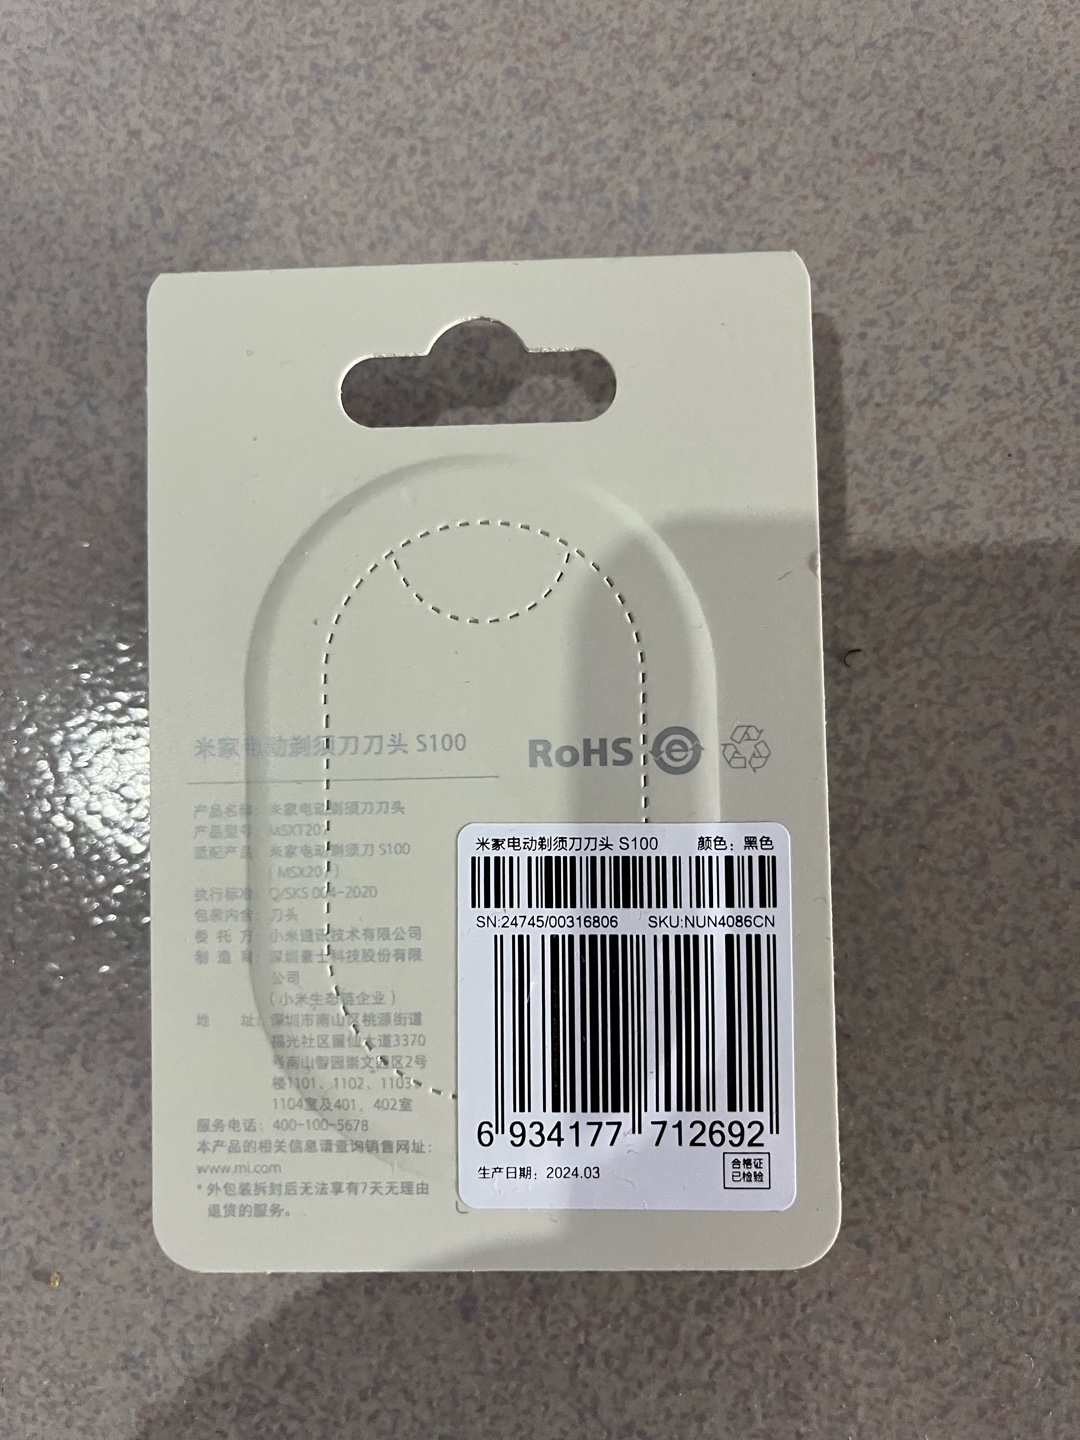 米家电动剃须刀刀头 S100
RoHS e
产品名称：米家电动剃须刀刀头
产品型号：MSXT201
适配产品：米家电动剃须刀 S100
（MSX201）
执行标准：Q/SKS 004-2020
包装内含：刀头
委托方：小米通讯技术有限公司
制造商：深圳素士科技股份有限
公司
（小米生态链企业）
地址：深圳市南山区桃源街道
福光社区留仙大道3370
号南山智园崇文园区2号
楼1101、1102、1103、
1104室及401、402室
服务电话：400-100-5678
本产品的相关信息请查询销售网址：
www.mi.com
*外包装拆封后无法享有7天无理由
退货的服务。
米家电动剃须刀刀头 S100 颜色：黑色
SN:24745/00316806 SKU:NUN4086CN
6 934177 712692
生产日期：2024.03
合格证
已检验